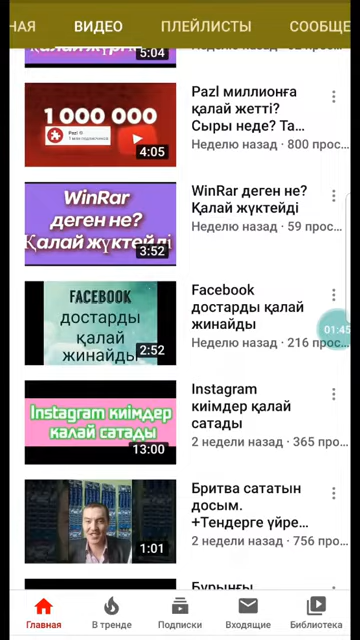 НАЯ ВИДЕО ПЛЕЙЛИСТЫ СООБЩЕ
5:04
1 000 000
Pazl
4:05
Pazl миллионға
қалай жетті?
Сыры неде? Та...
Неделю назад · 800 прос...
WinRar
деген не?
Қалай жүктейді
3:52
WinRar деген не?
Қалай жүктейді
Неделю назад · 59 прос...
FACEBOOK
достарды
қалай
жинайды
2:52
Facebook
достарды қалай
жинайды
Неделю назад · 216 прос...
01:45
Instagram киімдер
қалай сатады
13:00
Instagram
киімдер қалай
сатады
2 недели назад · 365 прос...
1:01
Бритва сататын
досым.
+Тендерге үйре...
2 недели назад · 756 прос...
Бұрынғы
Главная В тренде Подписки Входящие Библиотека